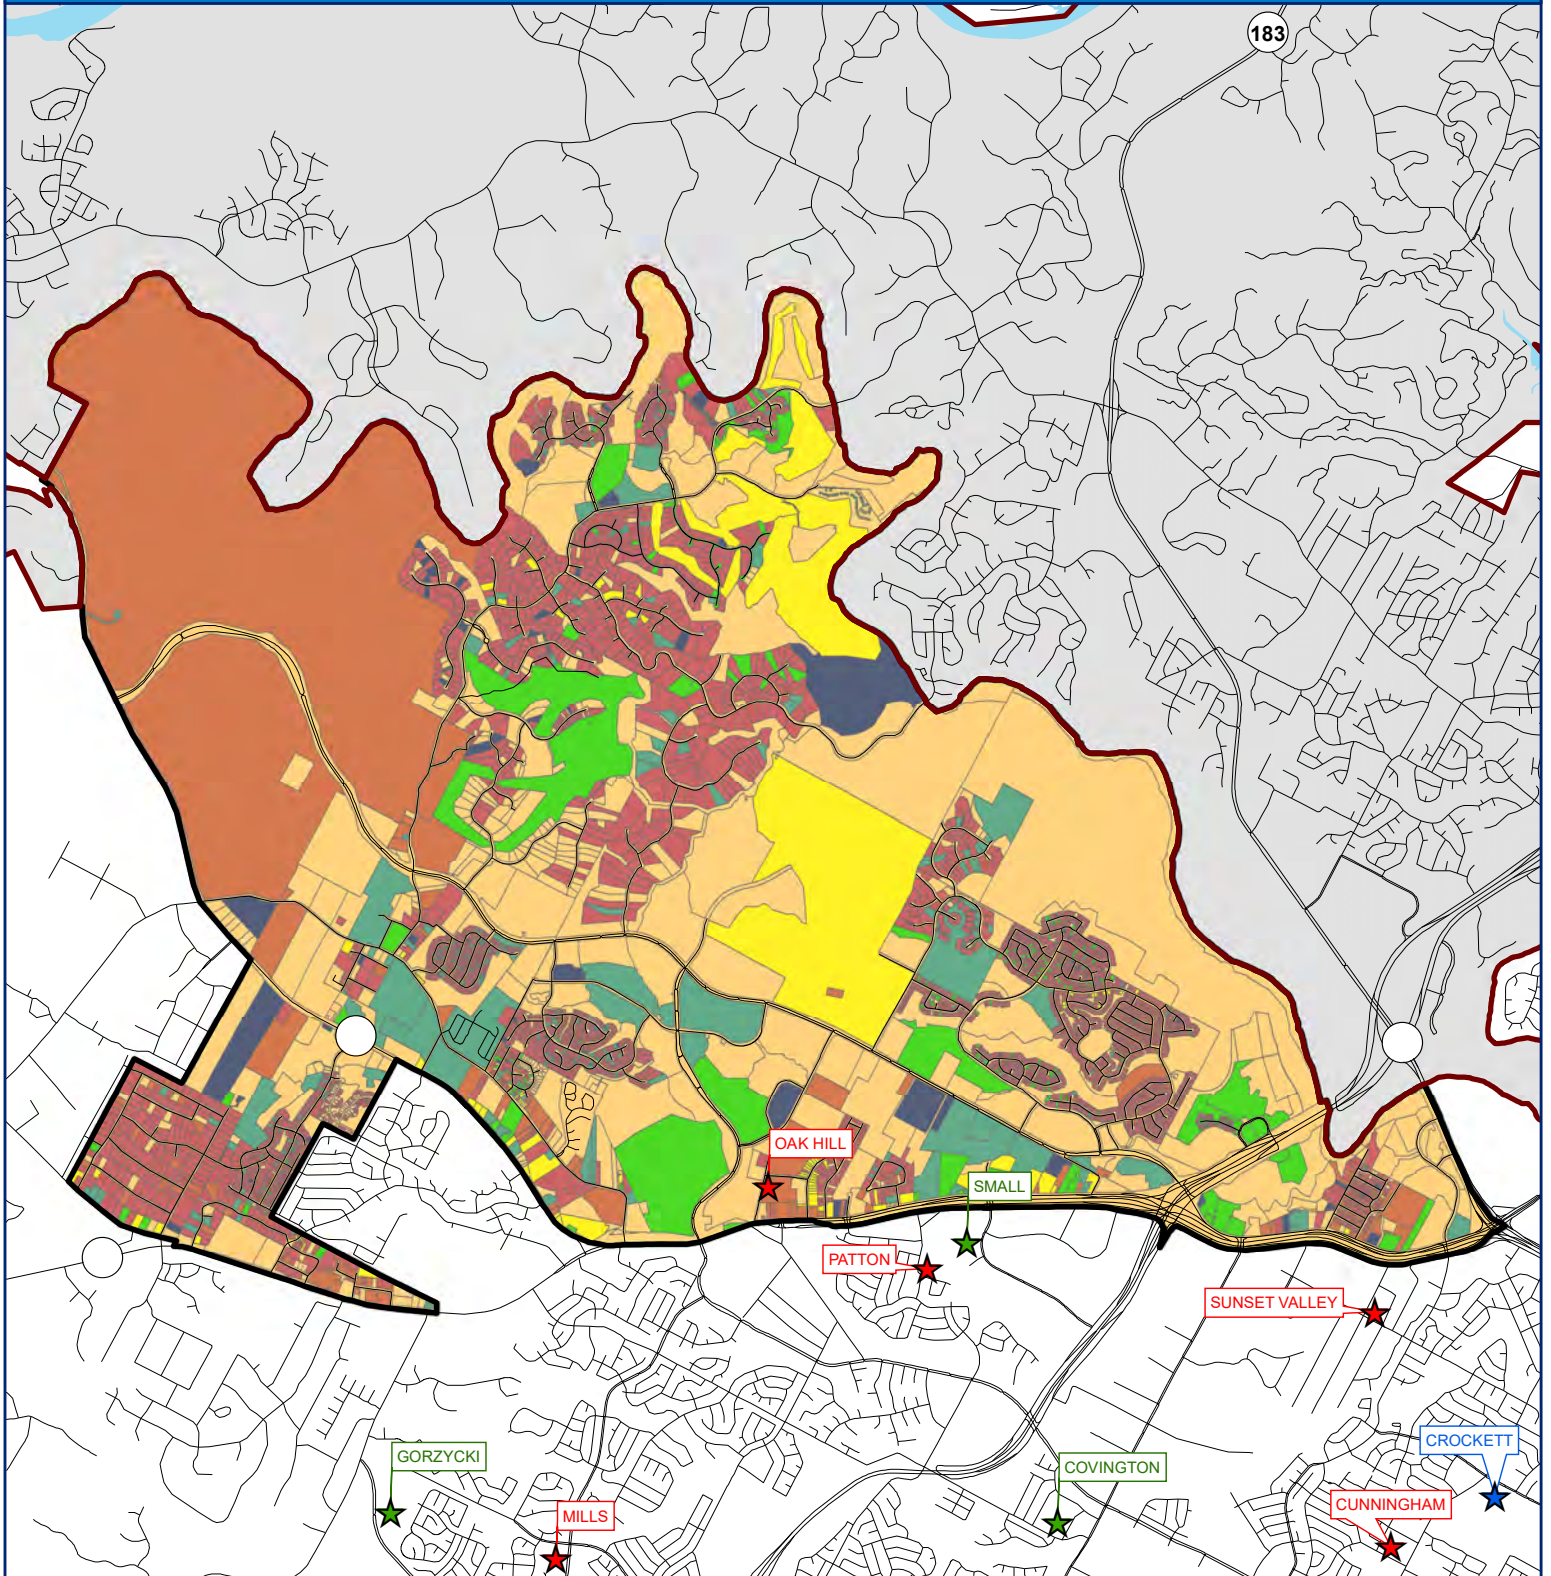 183
OAK HILL
SMALL
PATTON
SUNSET VALLEY
CROCKETT
GORZYCKI
COVINGTON
CUNNINGHAM
MILLS